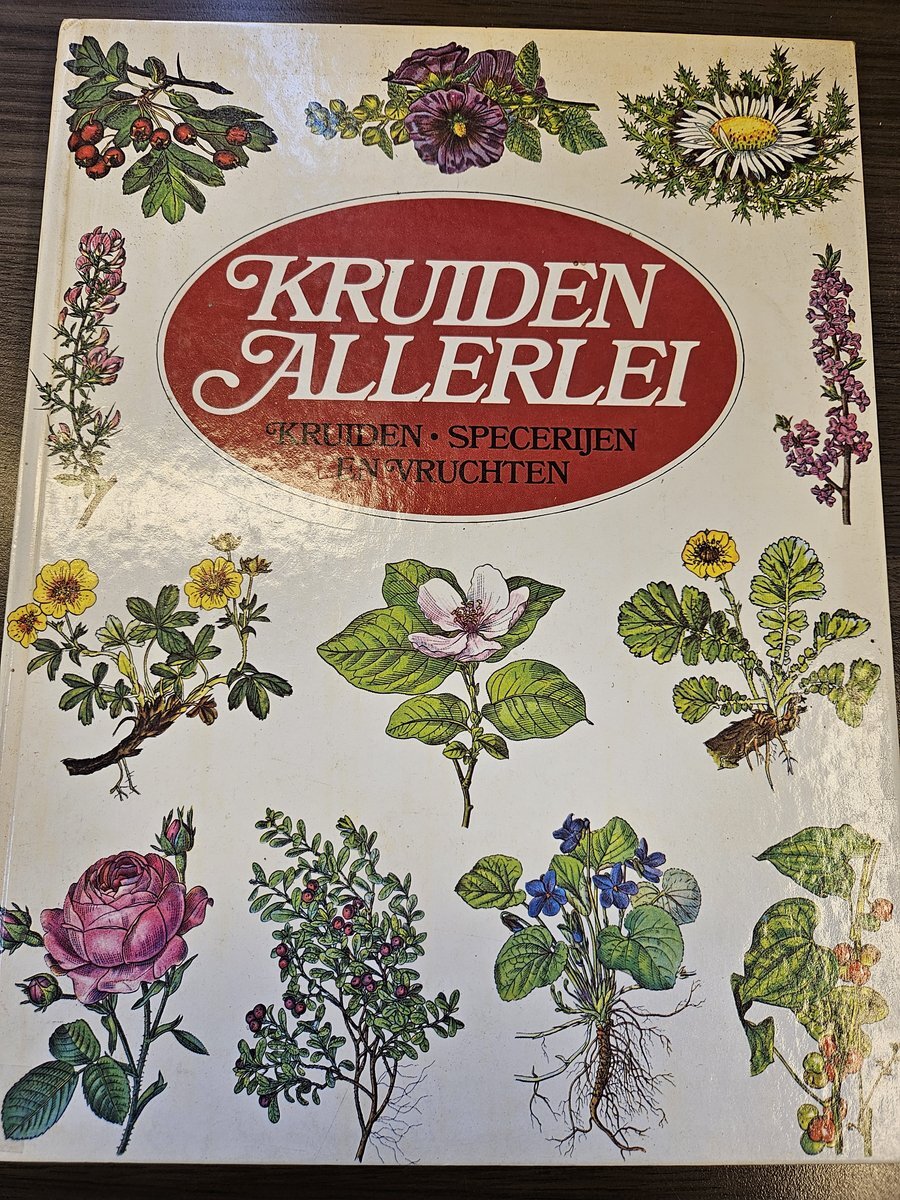 KRUIDEN
ALLERLEI
KRUIDEN • SPECERIJEN
EN VRUCHTEN